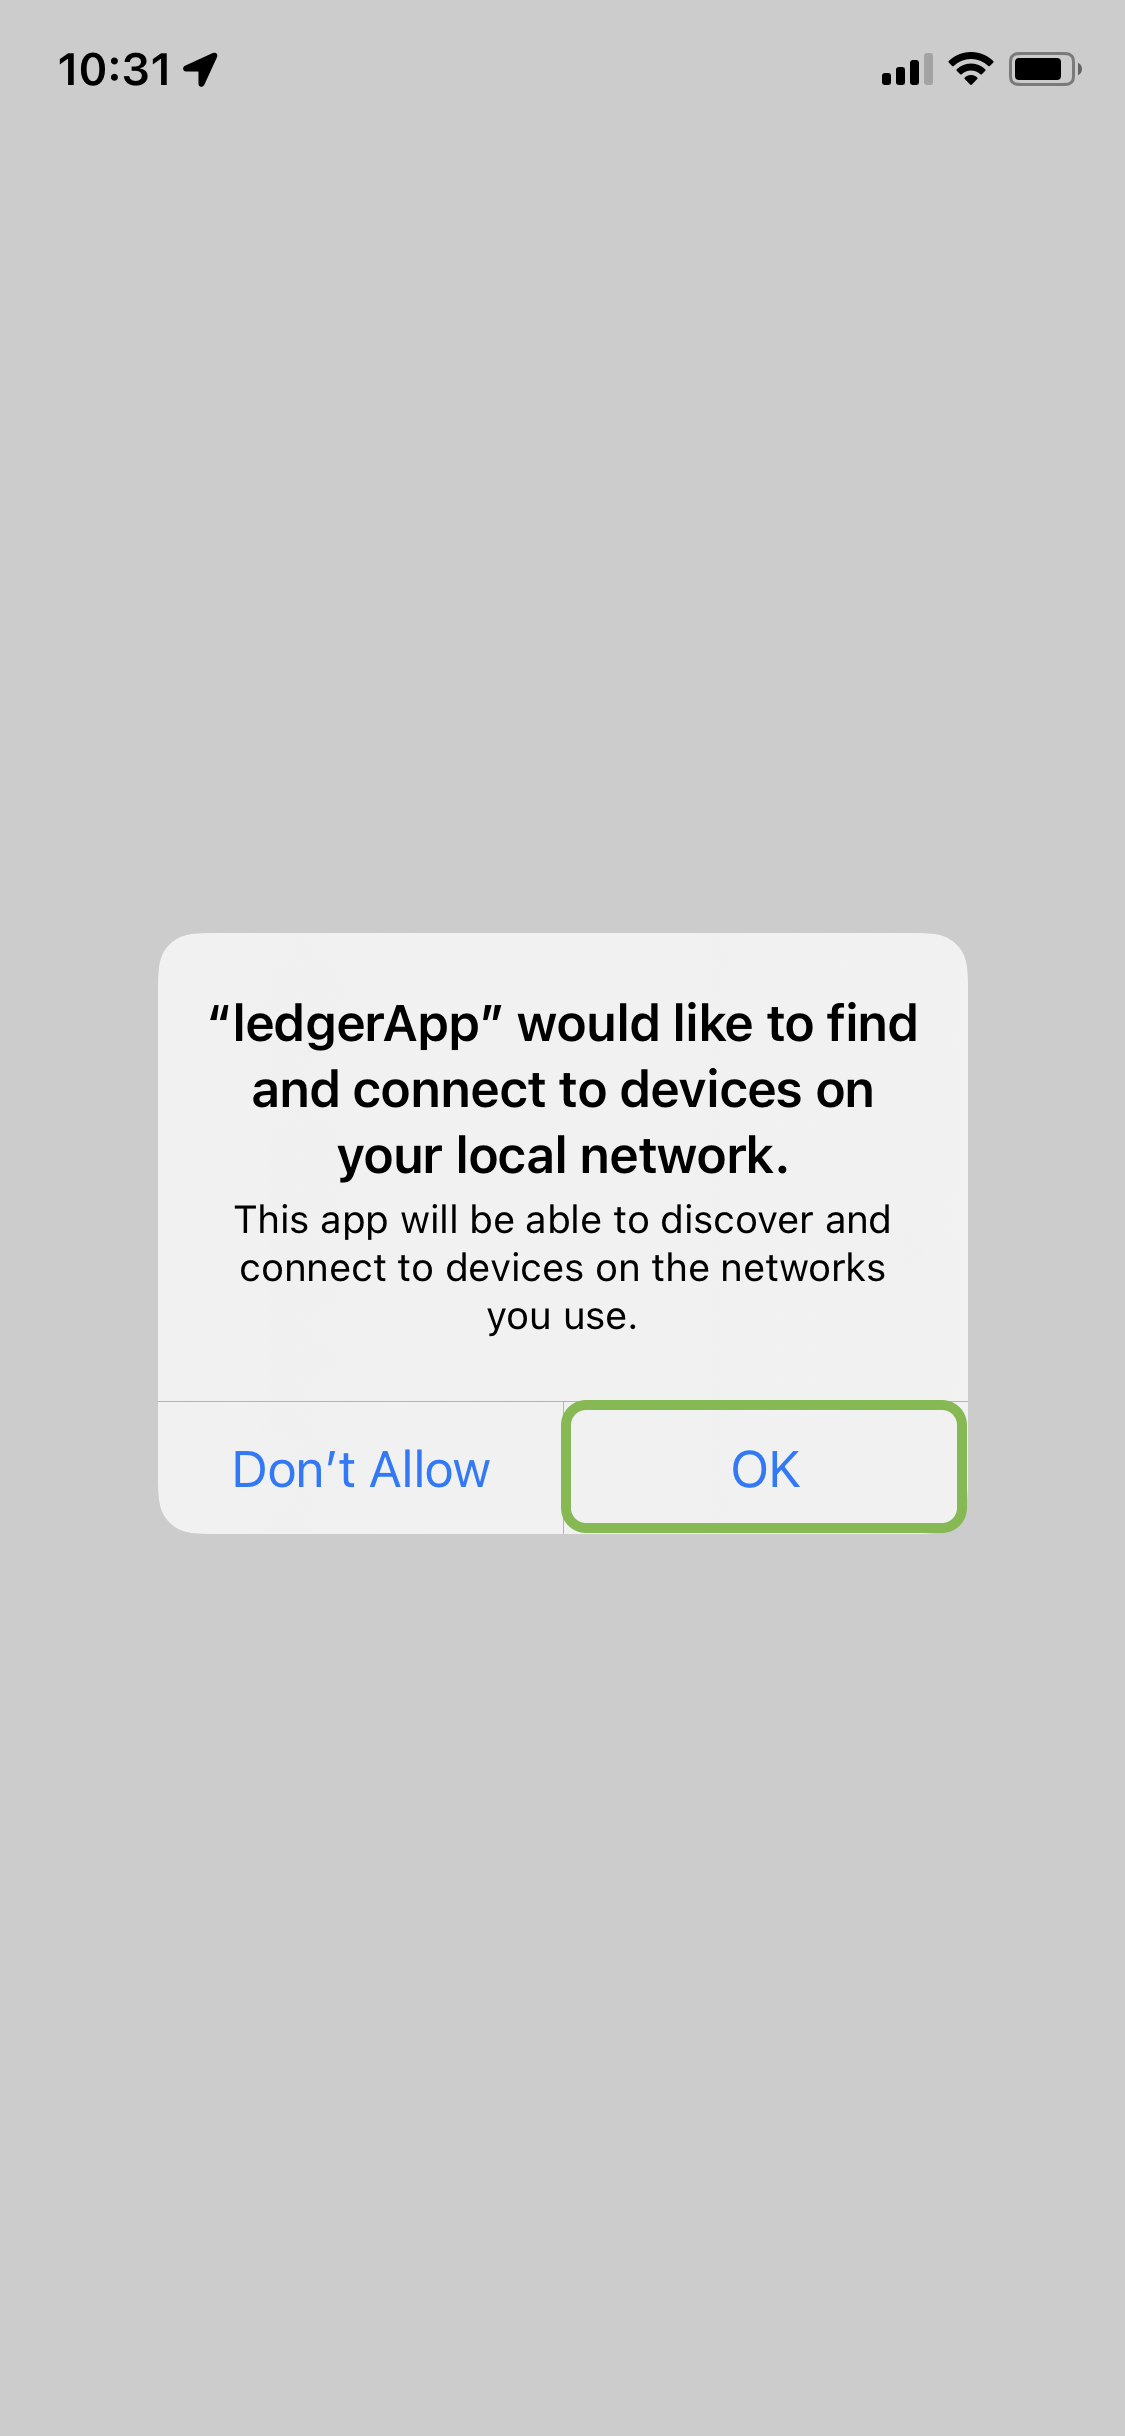 10:31
“ledgerApp” would like to find
and connect to devices on
your local network.
This app will be able to discover and
connect to devices on the networks
you use.
Don’t Allow
OK